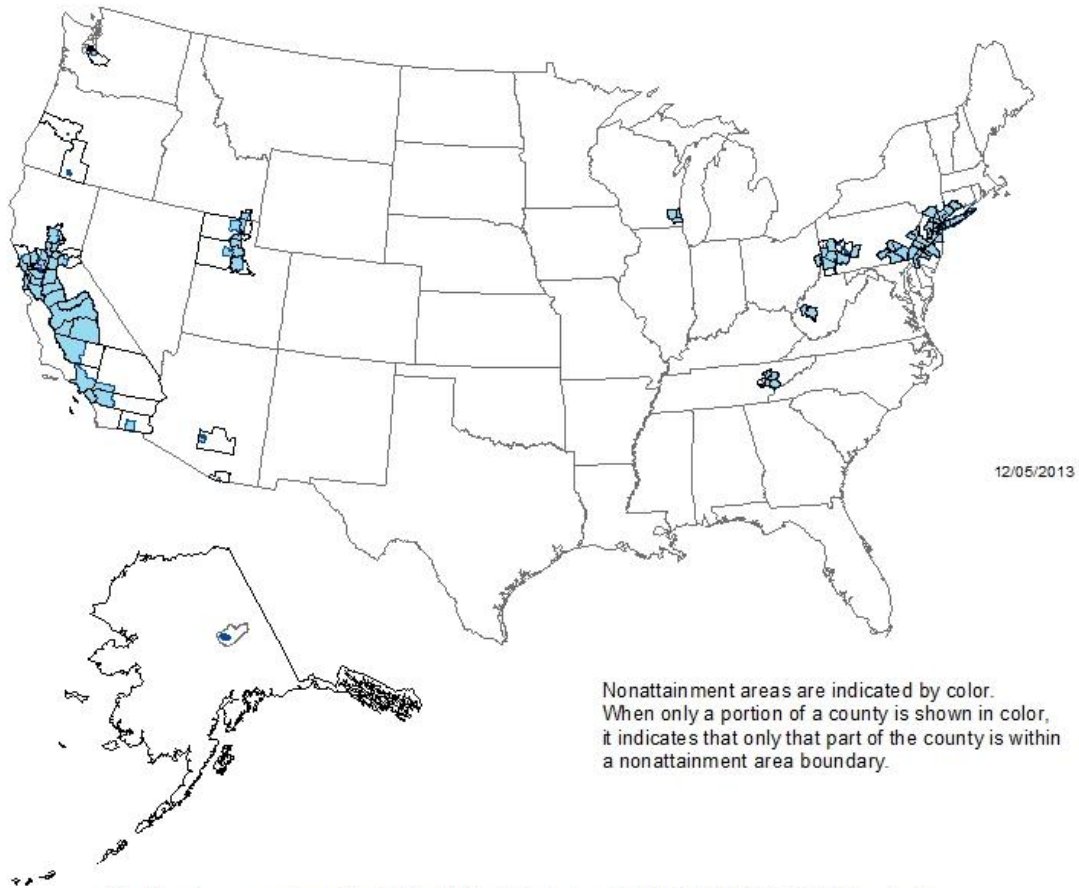 12/05/2013
Nonattainment areas are indicated by color.
When only a portion of a county is shown in color,
it indicates that only that part of the county is within
a nonattainment area boundary.